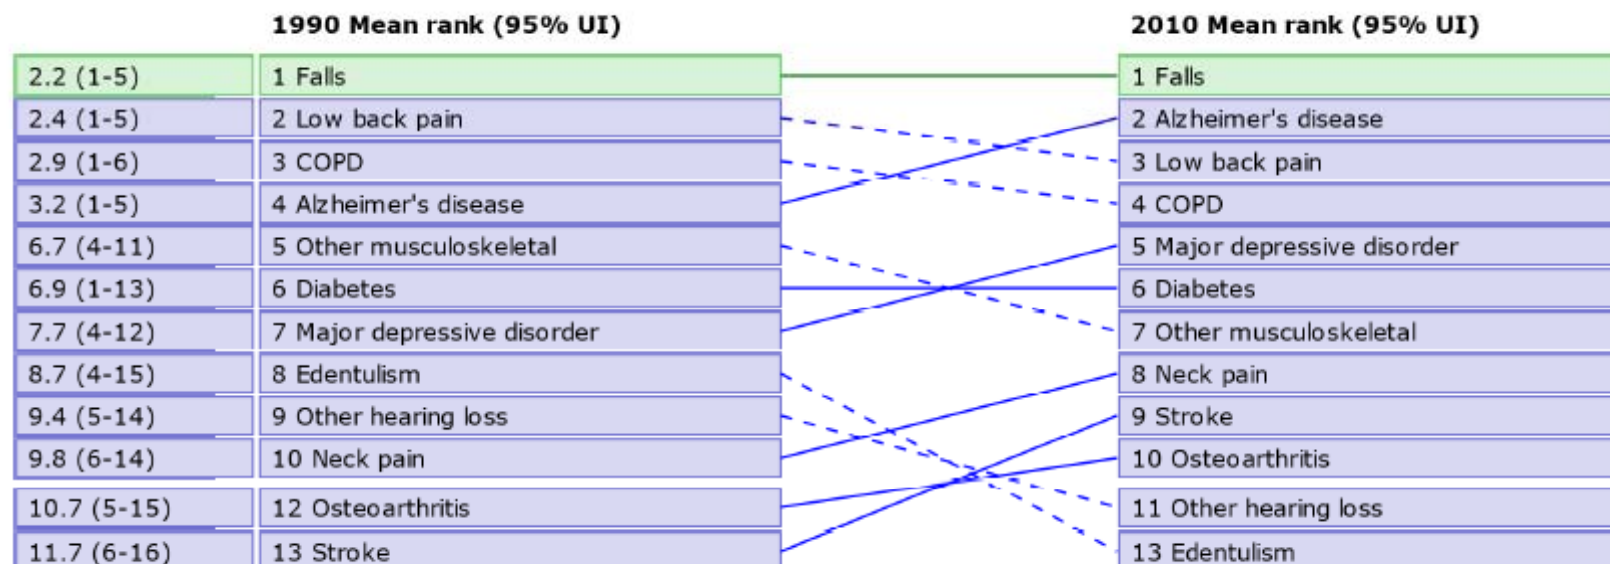 1990 Mean rank (95% UI) 2010 Mean rank (95% UI)
2.2 (1-5) 1 Falls 1 Falls
2.4 (1-5) 2 Low back pain 2 Alzheimer's disease
2.9 (1-6) 3 COPD 3 Low back pain
3.2 (1-5) 4 Alzheimer's disease 4 COPD
6.7 (4-11) 5 Other musculoskeletal 5 Major depressive disorder
6.9 (1-13) 6 Diabetes 6 Diabetes
7.7 (4-12) 7 Major depressive disorder 7 Other musculoskeletal
8.7 (4-15) 8 Edentulism 8 Neck pain
9.4 (5-14) 9 Other hearing loss 9 Stroke
9.8 (6-14) 10 Neck pain 10 Osteoarthritis
10.7 (5-15) 12 Osteoarthritis 11 Other hearing loss
11.7 (6-16) 13 Stroke 13 Edentulism